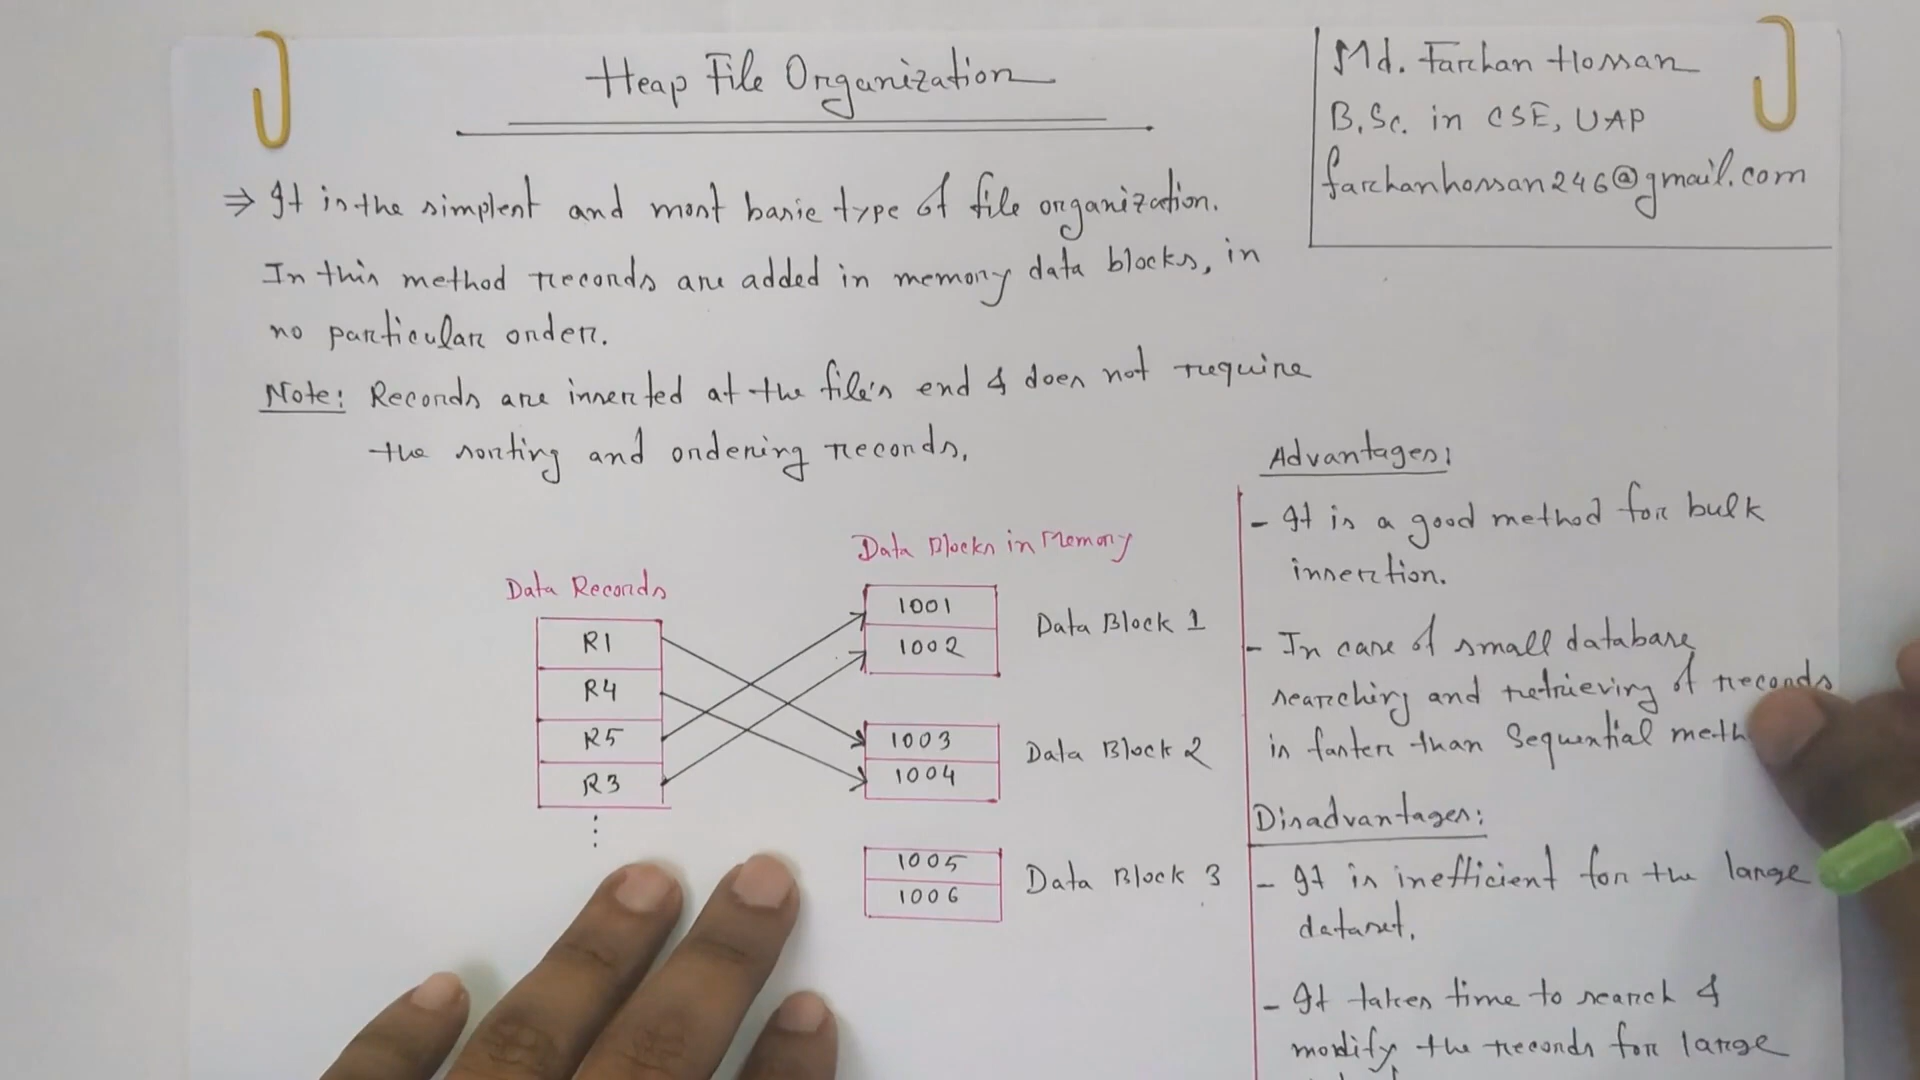 Heap File Organization
Md. Farhan Hossan
B.Sc. in CSE, UAP
farhanhossan246@gmail.com
⇒ It is the simplest and most basic type of file organization.
In this method records are added in memory data blocks, in
no particular order.
Note: Records are inserted at the file's end & does not require
the sorting and ordering records.
Data Records
R1
R4
R5
R3
Data Blocks in Memory
1001
1002
Data Block 1
1003
1004
Data Block 2
1005
1006
Data Block 3
Advantages:
- It is a good method for bulk
insertion.
- In case of small database,
searching and retrieving of records
is faster than Sequential
Disadvantages:
- It is inefficient for the large
dataset.
- It takes time to search &
modify the records for large